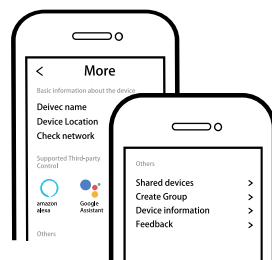 < More
Basic information about the device
Deivec name
Device Location
Check network
Supported Third-party
Control
amazon
alexa
Google
Assistant
Others
Others
Shared devices >
Create Group >
Device information >
Feedback >